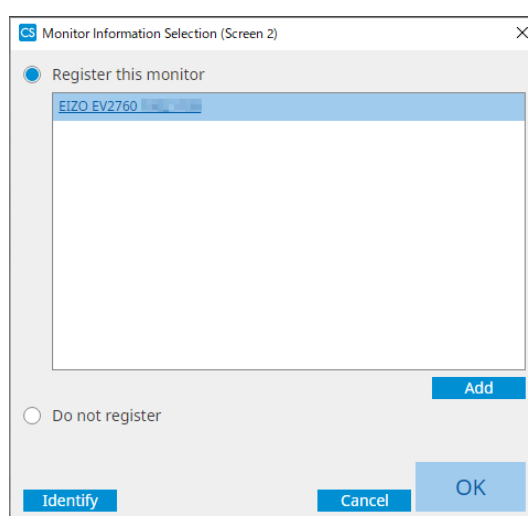 CS Monitor Information Selection (Screen 2)
Register this monitor
EIZO EV2760
Add
Do not register
OK
Identify
Cancel